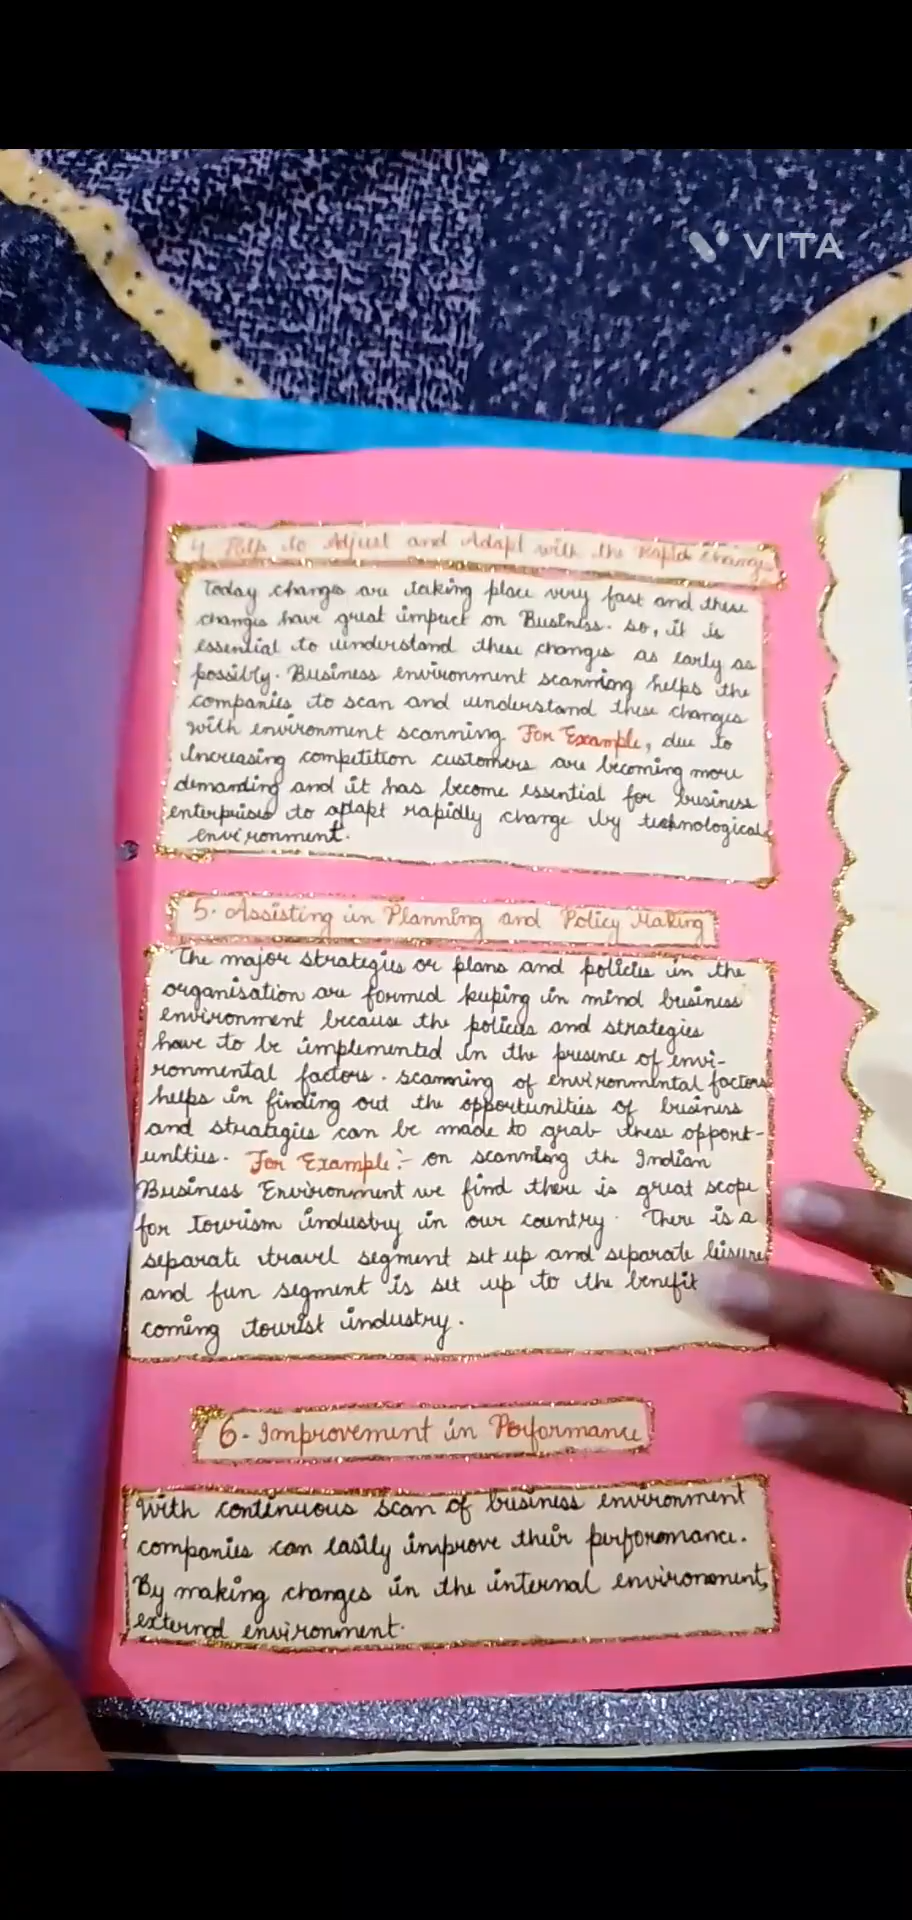 VITA
4. Help to Adjust and Adapt with the Rapid Changes
Today changes are taking place very fast and these
changes have great impact on Business. so, it is
essential to understand these changes as early as
possibly. Business environment scanning helps the
companies to scan and understand these changes
with environment scanning. For Example, due to
increasing competition customers are becoming more
demanding and it has become essential for business
enterprises to adapt rapidly change by technological
environment.
5. Assisting in Planning and Policy Making
The major strategies or plans and policies in the
organisation are formed keeping in mind business
environment because the policies and strategies
have to be implemented in the presence of envi-
ronmental factors. scanning of environmental factors
helps in finding out the opportunities of business
and strategies can be made to grab these opport-
unities. For Example:- on scanning the Indian
Business Environment we find there is great scope
for tourism industry in our country. There is a
separate travel segment set up and separate leisure
and fun segment is set up to the benefit
coming tourist industry.
6. Improvement in Performance
With continuous scan of business environment
companies can easily improve their perforomance.
By making changes in the internal environonent,
external environment.